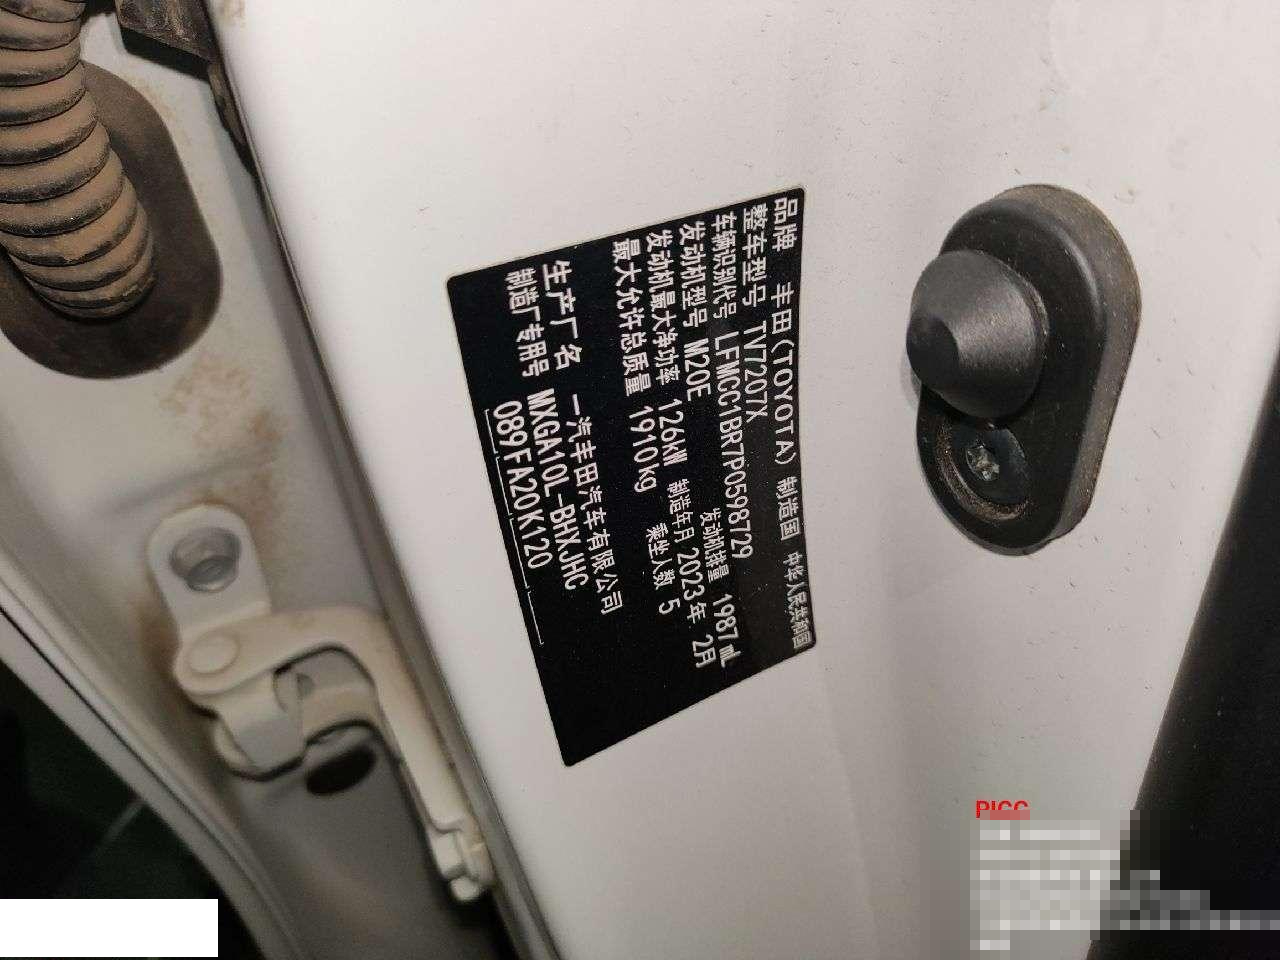 品牌 丰田(TOYOTA) 制造国 中华人民共和国
整车型号 TV7207X
车辆识别代号 LFMCC1BR7P0598729
发动机型号 M20E 发动机排量 1987mL
发动机最大净功率 126kW 制造年月 2023年 2月
最大允许总质量 1910kg 乘坐人数 5
生产厂名 一汽丰田汽车有限公司
制造厂专用号 MXGA10L-BHXJHC
089FA20K120
PICC